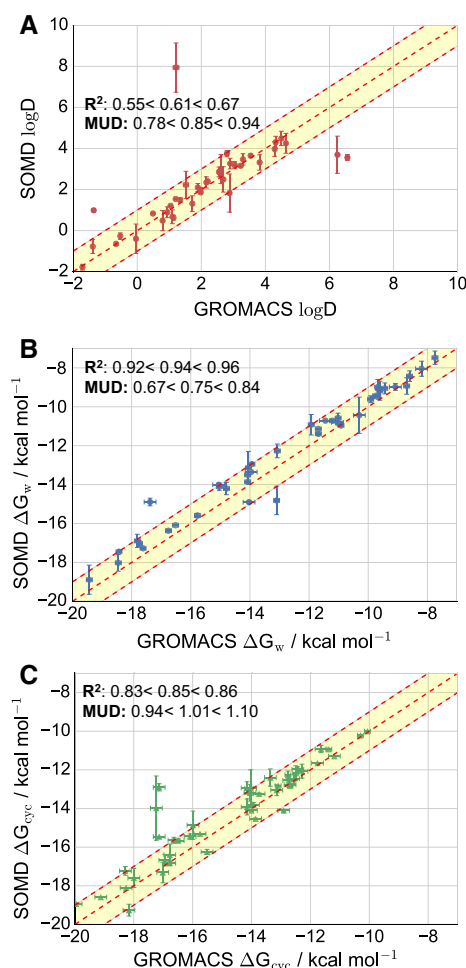 A
10
8
6
4
2
0
−2
SOMD logD
R²: 0.55< 0.61< 0.67
MUD: 0.78< 0.85< 0.94
−2 0 2 4 6 8 10
GROMACS logD
B
−8
−10
−12
−14
−16
−18
−20
SOMD ΔG_w / kcal mol⁻¹
R²: 0.92< 0.94< 0.96
MUD: 0.67< 0.75< 0.84
−20 −18 −16 −14 −12 −10 −8
GROMACS ΔG_w / kcal mol⁻¹
C
−8
−10
−12
−14
−16
−18
−20
SOMD ΔG_cyc / kcal mol⁻¹
R²: 0.83< 0.85< 0.86
MUD: 0.94< 1.01< 1.10
−20 −18 −16 −14 −12 −10 −8
GROMACS ΔG_cyc / kcal mol⁻¹